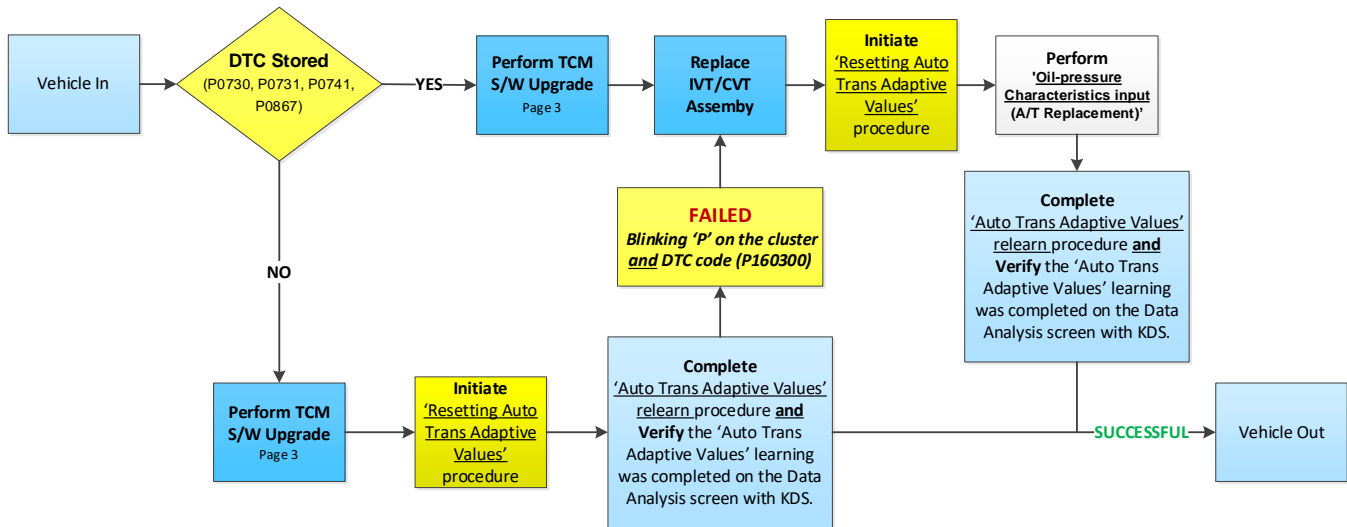 Vehicle In
DTC Stored
(P0730, P0731, P0741,
P0867)
YES
Perform TCM
S/W Upgrade
Page 3
Replace
IVT/CVT
Assemby
Initiate
‘Resetting Auto
Trans Adaptive
Values’
procedure
Perform
'Oil-pressure
Characteristics input
(A/T Replacement)’
Complete
‘Auto Trans Adaptive Values’
relearn procedure and
Verify the ‘Auto Trans
Adaptive Values’ learning
was completed on the Data
Analysis screen with KDS.
FAILED
Blinking ‘P’ on the cluster
and DTC code (P160300)
NO
Perform TCM
S/W Upgrade
Page 3
Initiate
‘Resetting Auto
Trans Adaptive
Values’
procedure
Complete
‘Auto Trans Adaptive Values’
relearn procedure and
Verify the ‘Auto Trans
Adaptive Values’ learning
was completed on the Data
Analysis screen with KDS.
SUCCESSFUL
Vehicle Out